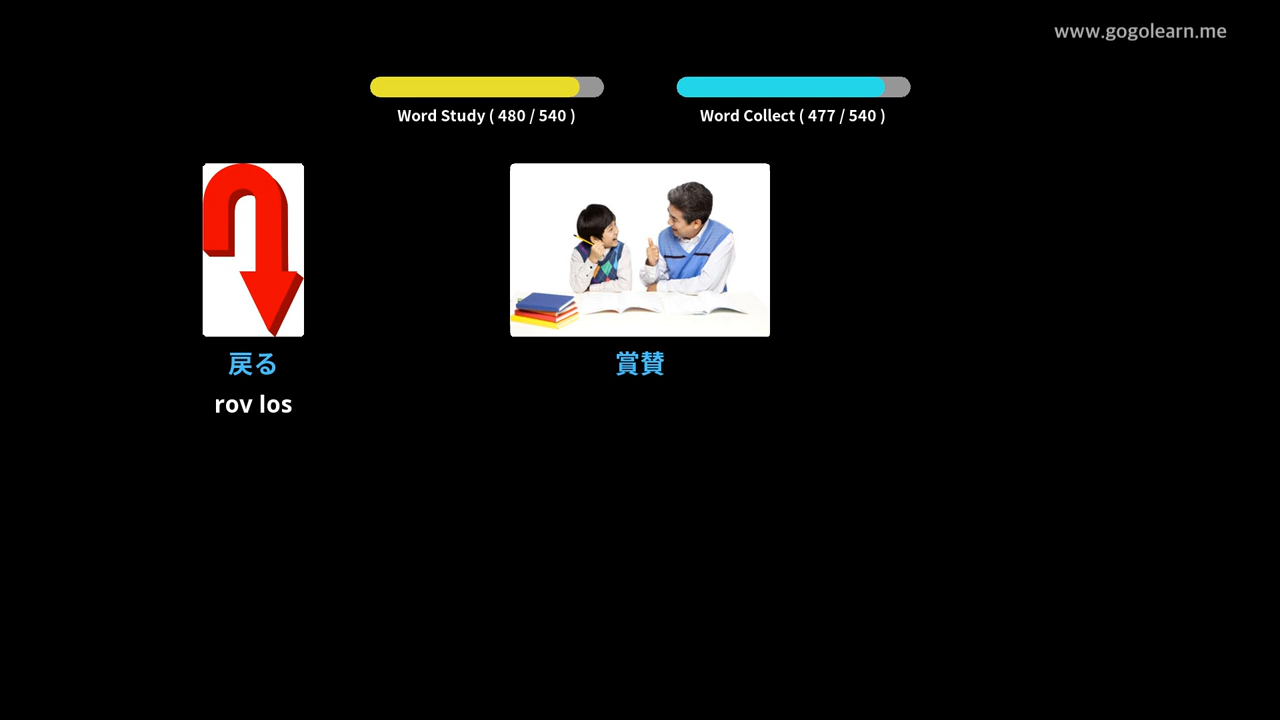 www.gogolearn.me
Word Study ( 480 / 540 )
Word Collect ( 477 / 540 )
戻る
賞賛
rov los